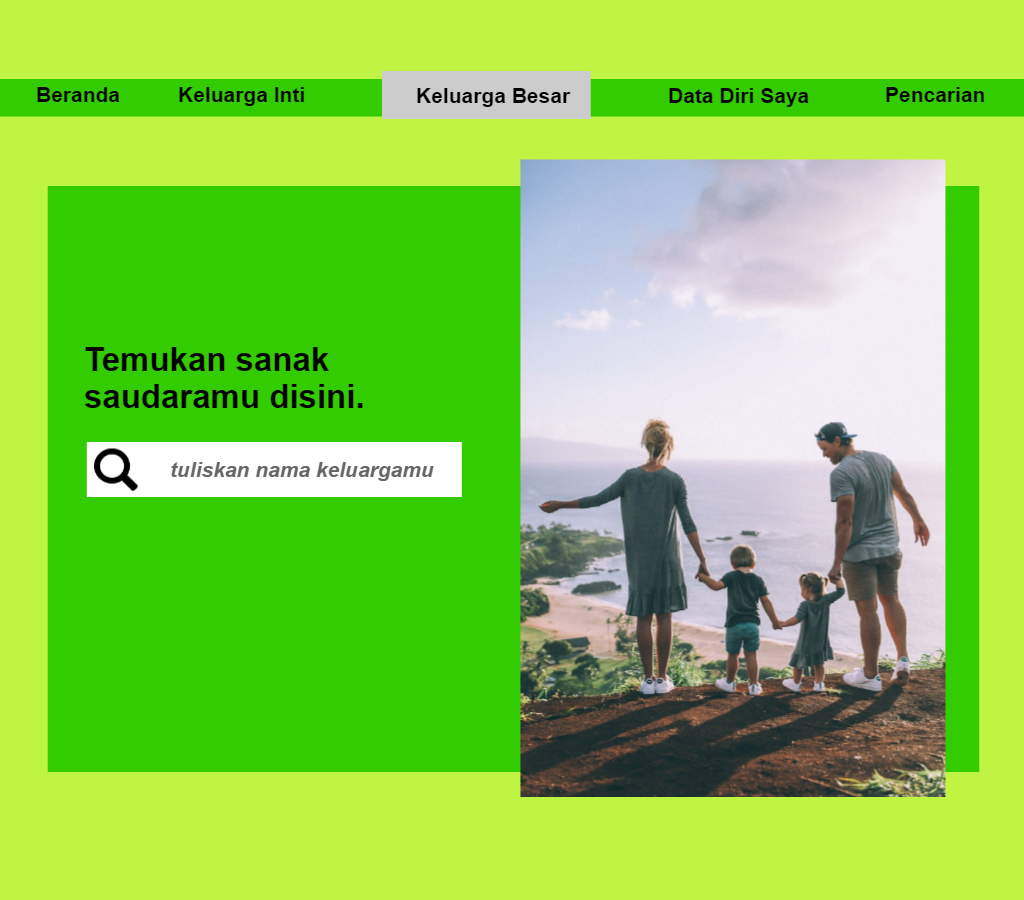 Beranda Keluarga Inti Keluarga Besar Data Diri Saya Pencarian
Temukan sanak
saudaramu disini.
tuliskan nama keluargamu